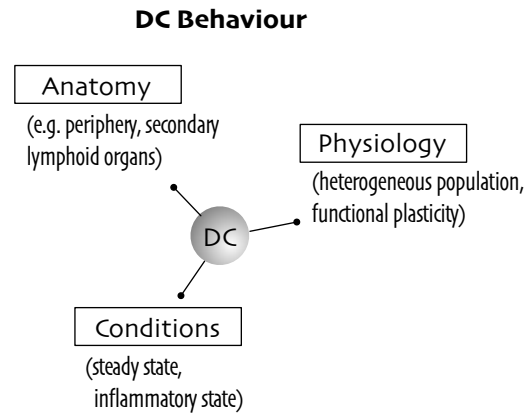 DC Behaviour
Anatomy
(e.g. periphery, secondary
lymphoid organs)
Physiology
(heterogeneous population,
functional plasticity)
DC
Conditions
(steady state,
inflammatory state)